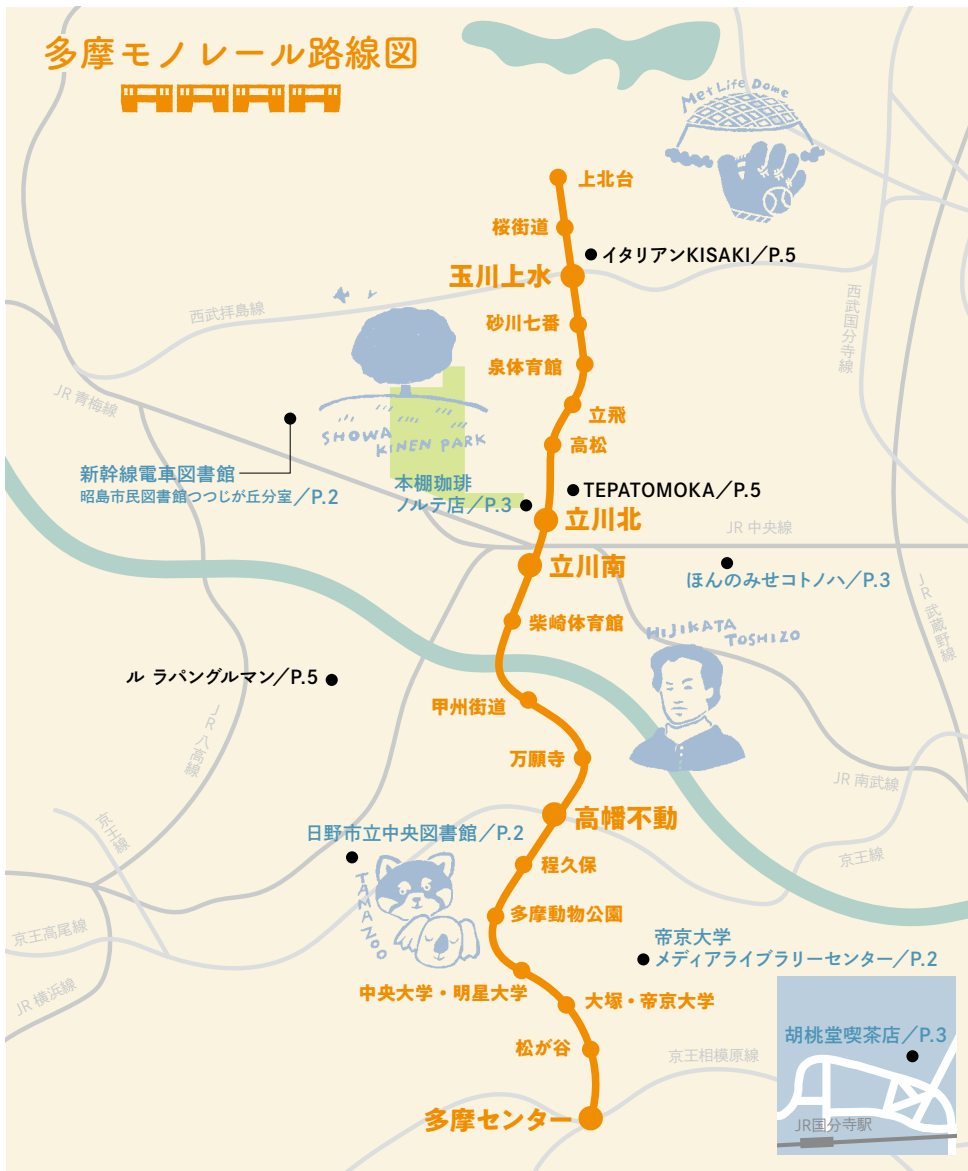 多摩モノレール路線図
Met Life Dome
上北台
桜街道
イタリアンKISAKI／P.5
玉川上水
西武拝島線
西武国分寺線
砂川七番
泉体育館
JR 青梅線
立飛
SHOWA
KINEN PARK
高松
新幹線電車図書館
昭島市民図書館つつじが丘分室／P.2
本棚珈琲
ノルテ店／P.3
TEPATOMOKA／P.5
立川北
JR 中央線
立川南
ほんのみせコトノハ／P.3
JR 武蔵野線
柴崎体育館
HIJIKATA
TOSHIZO
ル ラパングルマン／P.5
甲州街道
JR 八高線
万願寺
JR 南武線
高幡不動
京王線
日野市立中央図書館／P.2
京王線
程久保
TAMA ZOO
多摩動物公園
京王高尾線
帝京大学
メディアライブラリーセンター／P.2
中央大学・明星大学
大塚・帝京大学
JR 横浜線
松が谷
京王相模原線
胡桃堂喫茶店／P.3
多摩センター
JR国分寺駅